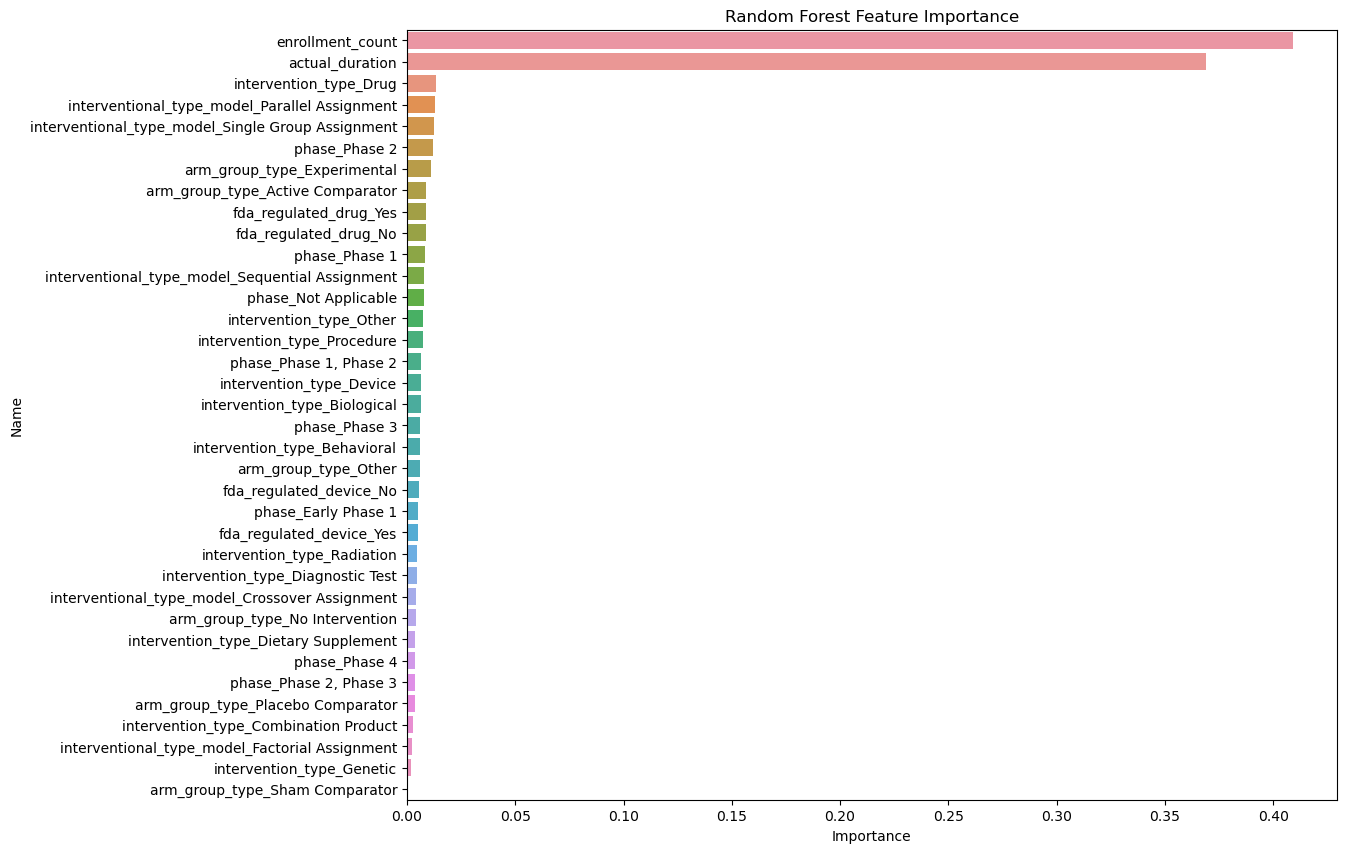 Random Forest Feature Importance
enrollment_count
actual_duration
intervention_type_Drug
interventional_type_model_Parallel Assignment
interventional_type_model_Single Group Assignment
phase_Phase 2
arm_group_type_Experimental
arm_group_type_Active Comparator
fda_regulated_drug_Yes
fda_regulated_drug_No
phase_Phase 1
interventional_type_model_Sequential Assignment
phase_Not Applicable
intervention_type_Other
intervention_type_Procedure
phase_Phase 1, Phase 2
intervention_type_Device
intervention_type_Biological
phase_Phase 3
intervention_type_Behavioral
arm_group_type_Other
fda_regulated_device_No
phase_Early Phase 1
fda_regulated_device_Yes
intervention_type_Radiation
intervention_type_Diagnostic Test
interventional_type_model_Crossover Assignment
arm_group_type_No Intervention
intervention_type_Dietary Supplement
phase_Phase 4
phase_Phase 2, Phase 3
arm_group_type_Placebo Comparator
intervention_type_Combination Product
interventional_type_model_Factorial Assignment
intervention_type_Genetic
arm_group_type_Sham Comparator
Name
0.00 0.05 0.10 0.15 0.20 0.25 0.30 0.35 0.40
Importance